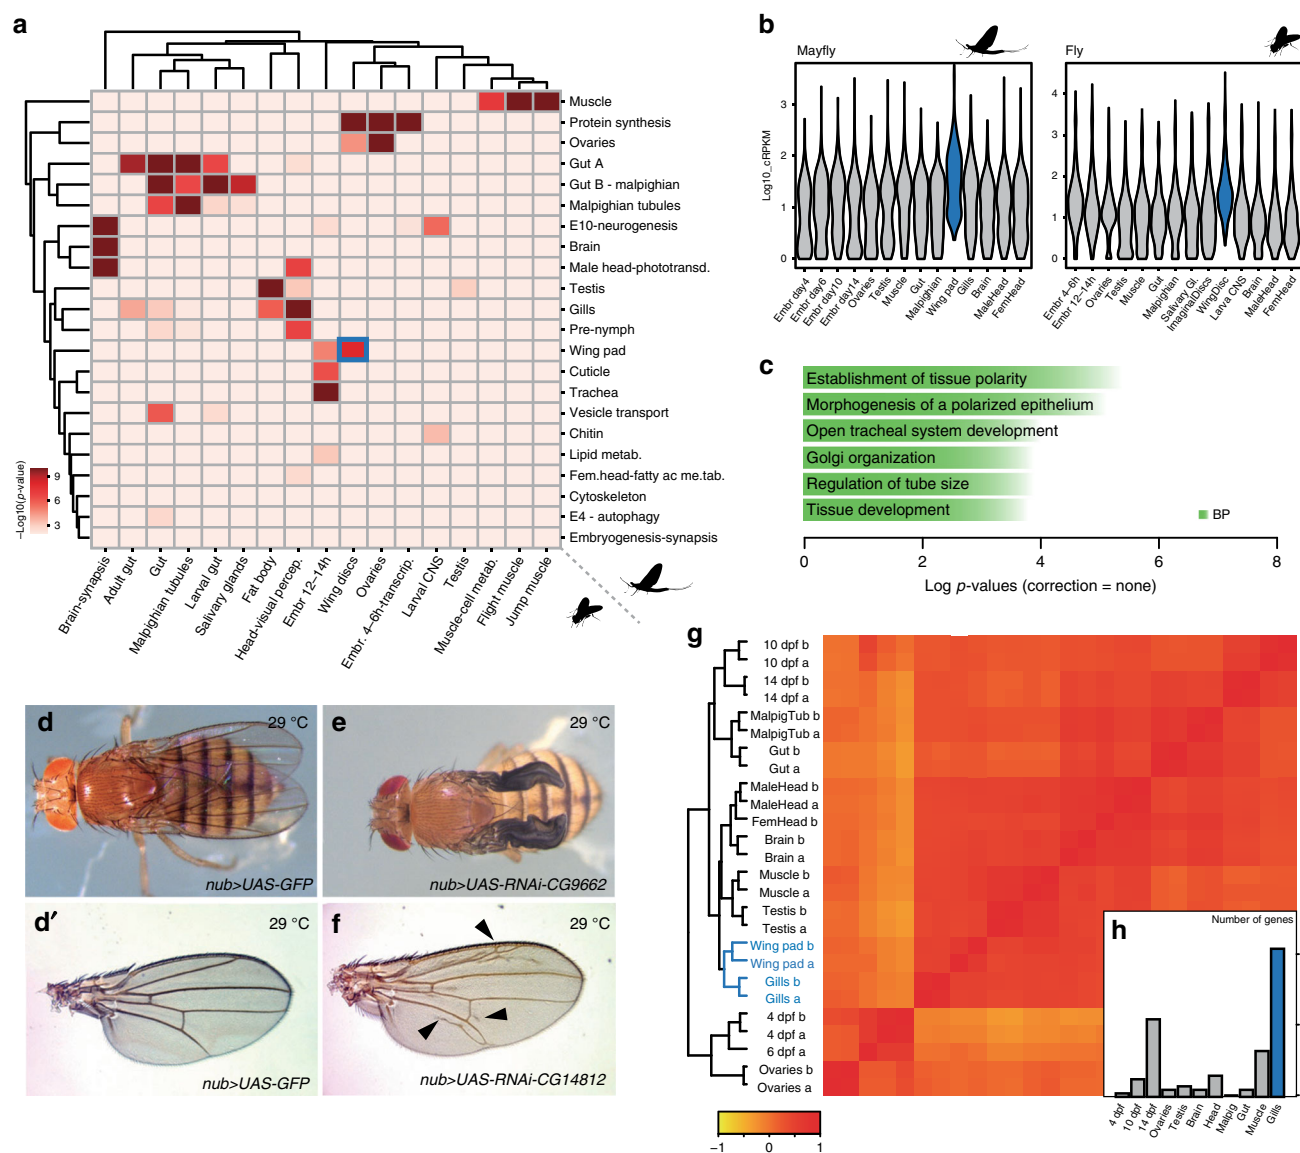 a
Muscle
Protein synthesis
Ovaries
Gut A
Gut B - malpighian
Malpighian tubules
E10-neurogenesis
Brain
Male head-phototransd.
Testis
Gills
Pre-nymph
Wing pad
Cuticle
Trachea
Vesicle transport
Chitin
Lipid metab.
Fem.head-fatty ac me.tab.
Cytoskeleton
E4 - autophagy
Embryogenesis-synapsis
−Log10(p-value)
9
6
3
Brain-synapsis
Adult gut
Gut
Malpighian tubules
Larval gut
Salivary glands
Fat body
Head-visual percep.
Embr 12–14h
Wing discs
Ovaries
Embr. 4–6h-transcrip.
Larval CNS
Testis
Muscle-cell metab.
Flight muscle
Jump muscle
b
Mayfly
Log10_cRPKM
3
2
1
0
Embr day4
Embr day6
Embr day10
Embr day14
Ovaries
Testis
Muscle
Gut
Malpighian
Wing pad
Gills
Brain
MaleHead
FemHead
Fly
4
3
2
1
0
Embr 4–6h
Embr 12–14h
Ovaries
Testis
Muscle
Gut
Malpighian
Salivary Gl.
ImaginalDiscs
WingDisc
Larva CNS
Brain
MaleHead
FemHead
c
Establishment of tissue polarity
Morphogenesis of a polarized epithelium
Open tracheal system development
Golgi organization
Regulation of tube size
Tissue development
BP
0 2 4 6 8
Log p-values (correction = none)
d
29 °C
nub>UAS-GFP
e
29 °C
nub>UAS-RNAi-CG9662
d′
29 °C
nub>UAS-GFP
f
29 °C
nub>UAS-RNAi-CG14812
g
10 dpf b
10 dpf a
14 dpf b
14 dpf a
MalpigTub b
MalpigTub a
Gut b
Gut a
MaleHead b
MaleHead a
FemHead b
Brain b
Brain a
Muscle b
Muscle a
Testis b
Testis a
Wing pad b
Wing pad a
Gills b
Gills a
4 dpf b
4 dpf a
6 dpf a
Ovaries b
Ovaries a
−1 0 1
h
Number of genes
4 dpf
10 dpf
14 dpf
Ovaries
Testis
Brain
Head
Malpig
Gut
Muscle
Gills